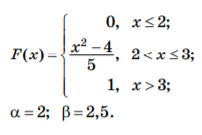 F(x) = { 0, x ≤ 2;
x² − 4 / 5, 2 < x ≤ 3;
1, x > 3;
α = 2; β = 2,5.